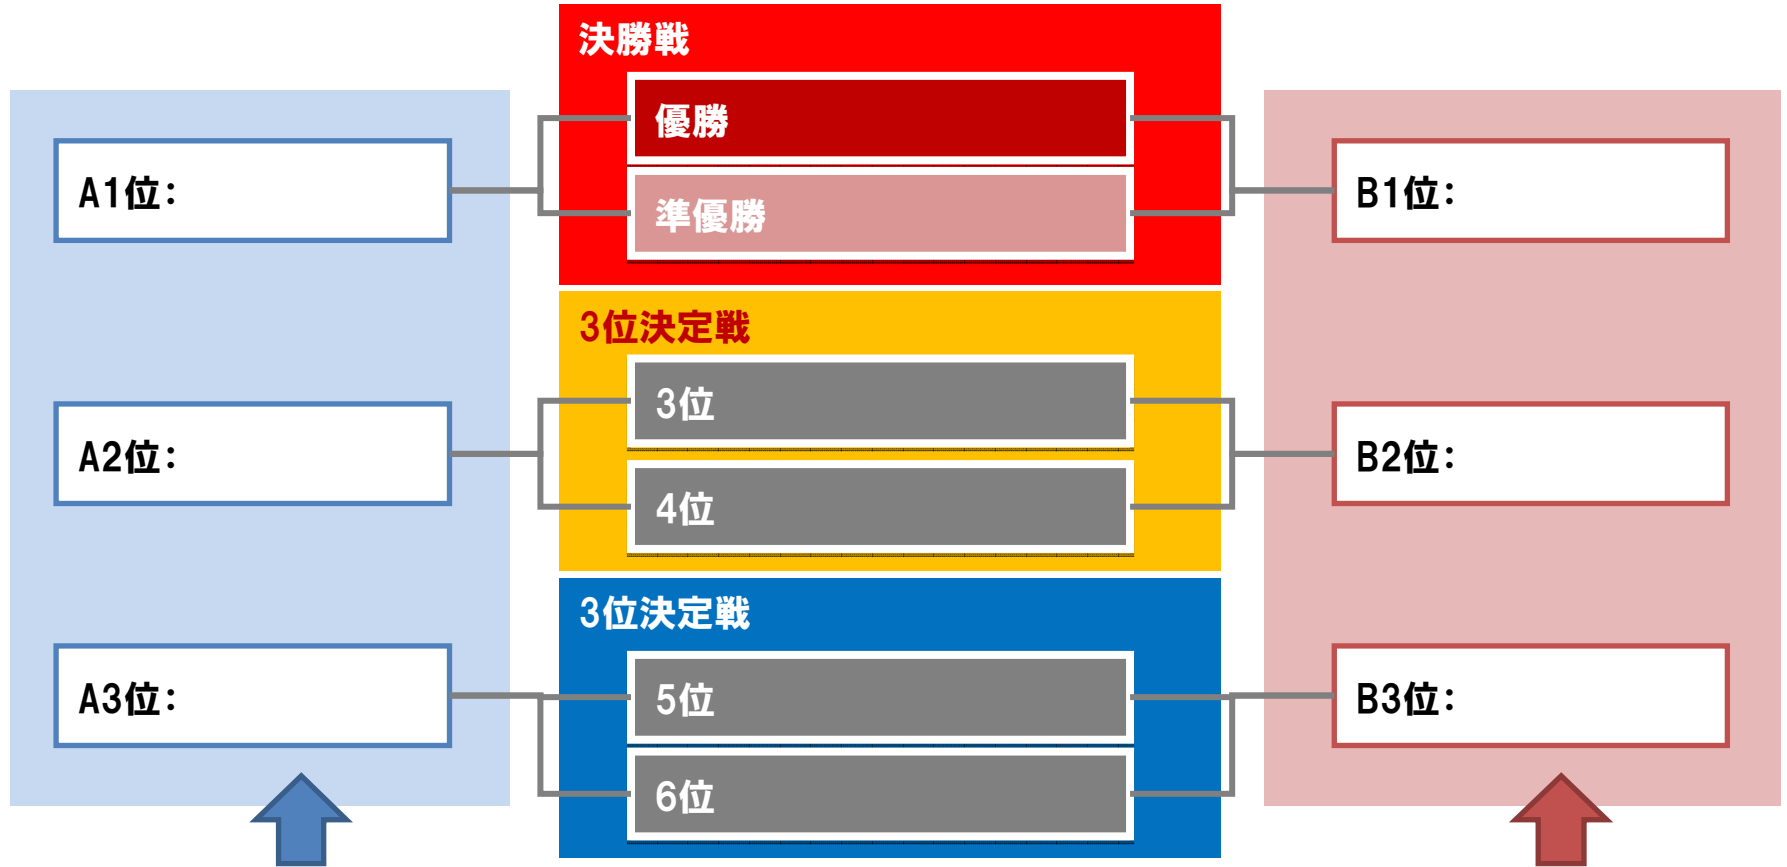 決勝戦
優勝
A1位：
B1位：
準優勝
3位決定戦
3位
A2位：
B2位：
4位
3位決定戦
5位
A3位：
B3位：
6位